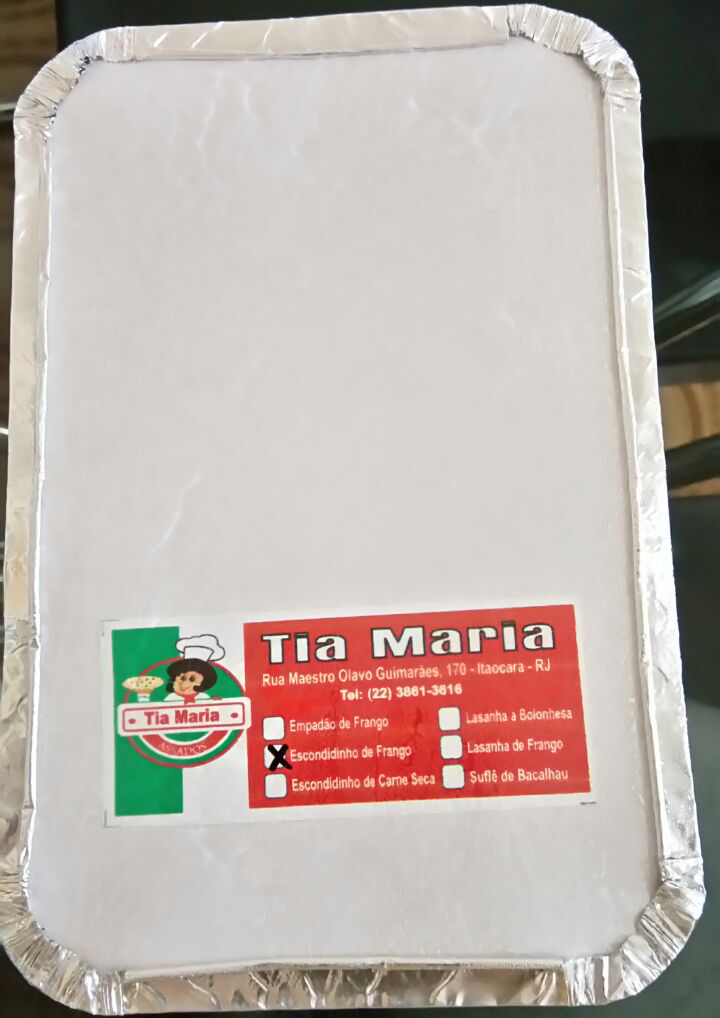 Tia Maria
ASSADOS
Tia Maria
Rua Maestro Olavo Guimarães, 170 - Itaocara - RJ
Tel: (22) 3861-3616
Empadão de Frango
X Escondidinho de Frango
Escondidinho de Carne Seca
Lasanha a Bolonhesa
Lasanha de Frango
Suflê de Bacalhau